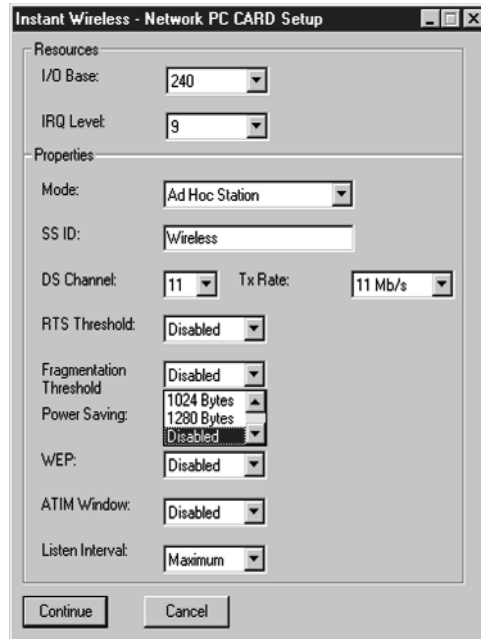 Instant Wireless - Network PC CARD Setup
Resources
I/O Base: 240
IRQ Level: 9
Properties
Mode: Ad Hoc Station
SS ID: Wireless
DS Channel: 11 Tx Rate: 11 Mb/s
RTS Threshold: Disabled
Fragmentation Threshold Disabled
1024 Bytes
Power Saving: 1280 Bytes
Disabled
WEP: Disabled
ATIM Window: Disabled
Listen Interval: Maximum
Continue Cancel